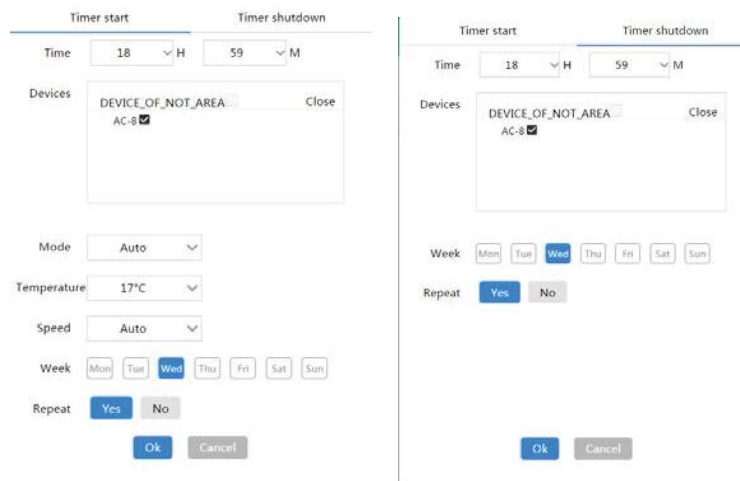 Timer start Timer shutdown
Time 18 H 59 M
Devices
DEVICE_OF_NOT_AREA Close
AC-8
Mode Auto
Temperature 17°C
Speed Auto
Week Mon Tue Wed Thu Fri Sat Sun
Repeat Yes No
Ok Cancel
Timer start Timer shutdown
Time 18 H 59 M
Devices
DEVICE_OF_NOT_AREA Close
AC-8
Week Mon Tue Wed Thu Fri Sat Sun
Repeat Yes No
Ok Cancel